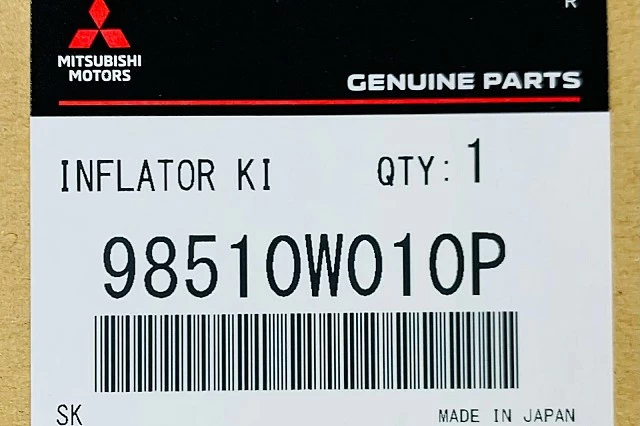 R
MITSUBISHI
MOTORS
GENUINE PARTS
INFLATOR KI QTY: 1
98510W010P
SK MADE IN JAPAN